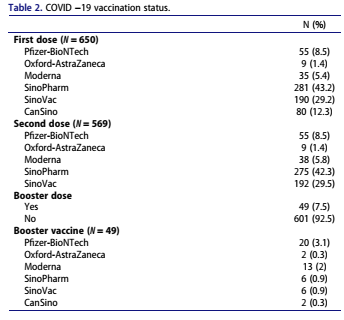 Table 2. COVID –19 vaccination status.
N (%)
First dose (N = 650)
Pfizer-BioNTech 55 (8.5)
Oxford-AstraZaneca 9 (1.4)
Moderna 35 (5.4)
SinoPharm 281 (43.2)
SinoVac 190 (29.2)
CanSino 80 (12.3)
Second dose (N = 569)
Pfizer-BioNTech 55 (8.5)
Oxford-AstraZaneca 9 (1.4)
Moderna 38 (5.8)
SinoPharm 275 (42.3)
SinoVac 192 (29.5)
Booster dose
Yes 49 (7.5)
No 601 (92.5)
Booster vaccine (N = 49)
Pfizer-BioNTech 20 (3.1)
Oxford-AstraZaneca 2 (0.3)
Moderna 13 (2)
SinoPharm 6 (0.9)
SinoVac 6 (0.9)
CanSino 2 (0.3)